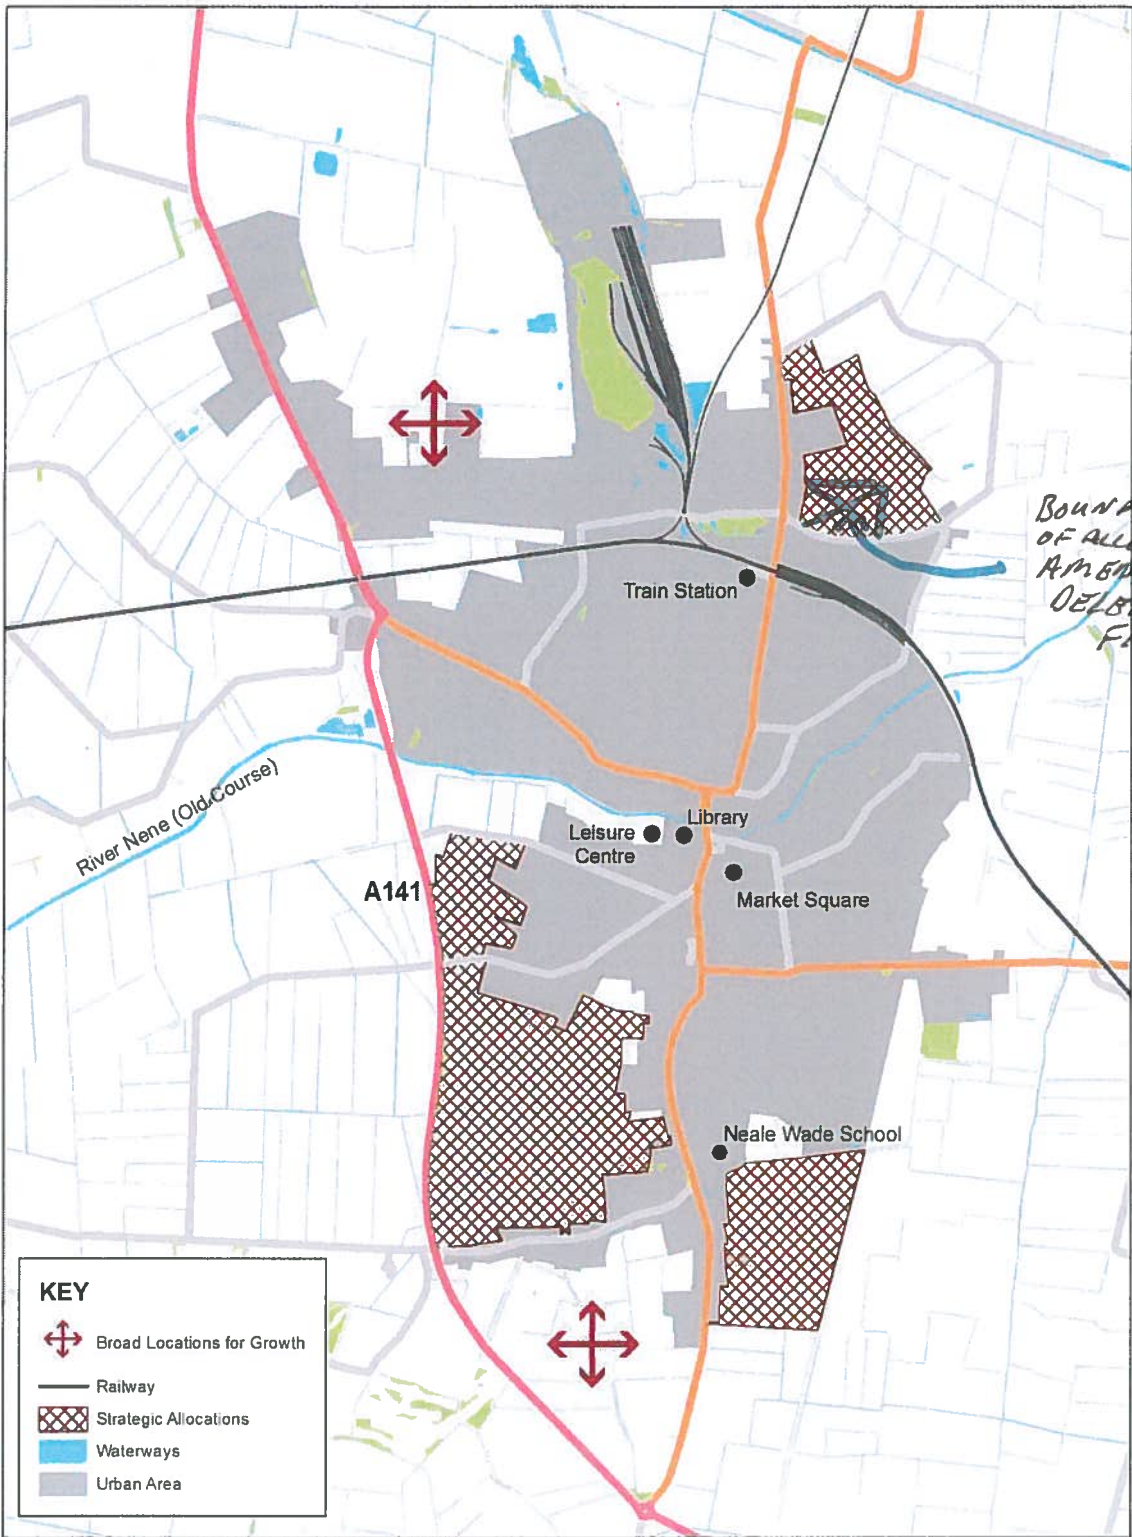 OF
Train Station
River Nene (Old Course)
Leisure
Centre
Library
A141
Market Square
Neale Wade School
KEY
Broad Locations for Growth
Railway
Strategic Allocations
Waterways
Urban Area